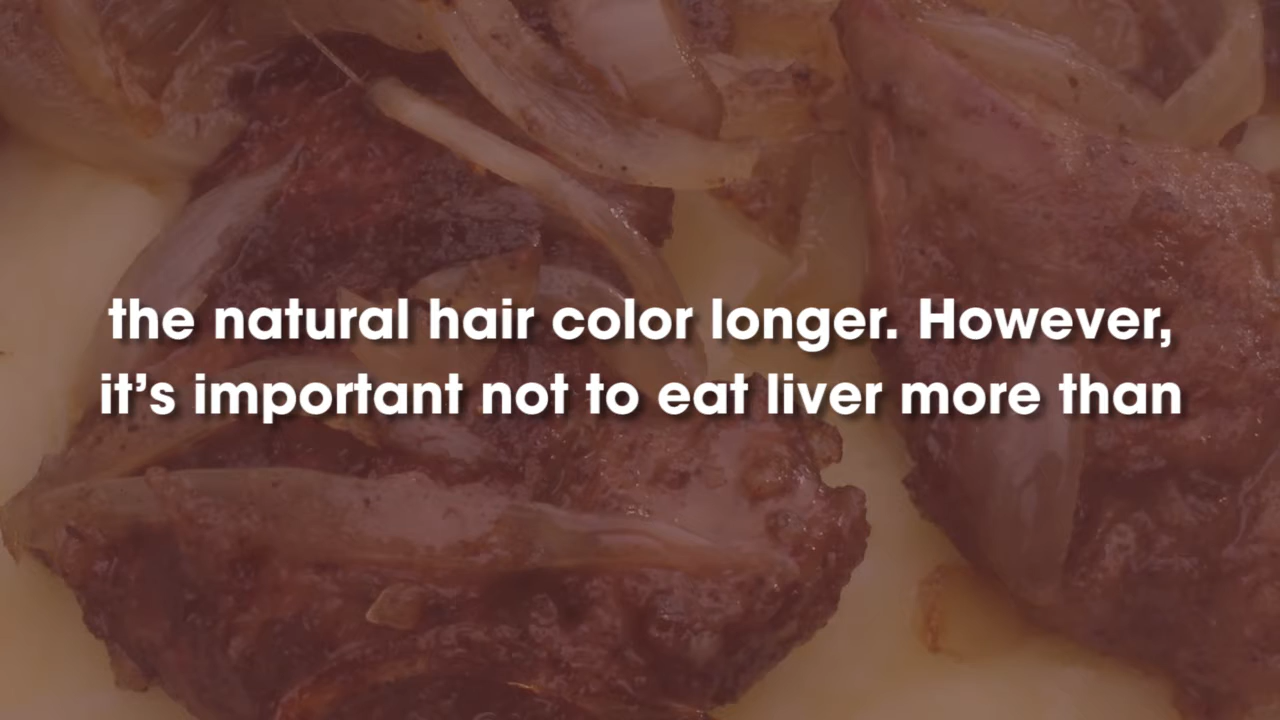 the natural hair color longer. However,
it’s important not to eat liver more than